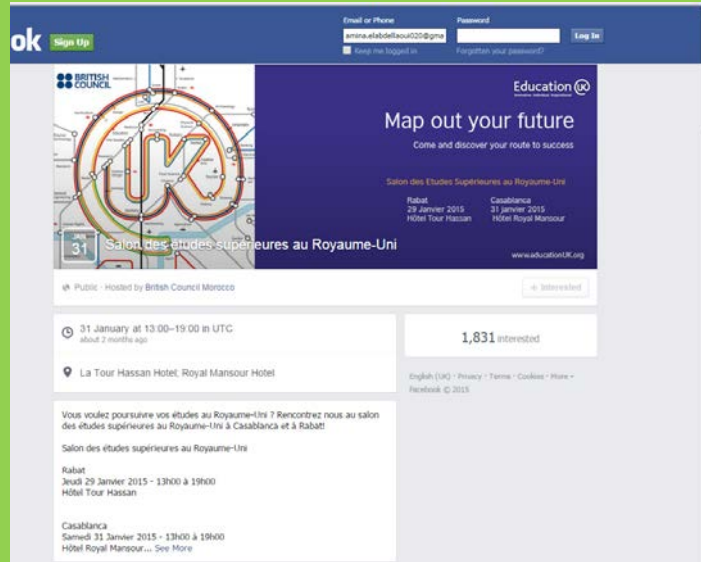 ok
Sign Up
Email or Phone
Password
amina.elabdellaoui020@gma
Log In
Keep me logged in
Forgotten your password?
BRITISH
COUNCIL
UK
Education UK
Map out your future
Come and discover your route to success
Salon des Etudes Supérieures au Royaume-Uni
Rabat
29 Janvier 2015
Hôtel Tour Hassan
Casablanca
31 janvier 2015
Hôtel Royal Mansour
JAN
31
Salon des études supérieures au Royaume-Uni
www.educationUK.org
Public · Hosted by British Council Morocco
Interested
31 January at 13:00–19:00 in UTC
about 2 months ago
1,831 interested
La Tour Hassan Hotel, Royal Mansour Hotel
English (UK) · Privacy · Terms · Cookies · More
Facebook © 2015
Vous voulez poursuivre vos études au Royaume-Uni ? Rencontrez nous au salon
des études supérieures au Royaume-Uni à Casablanca et à Rabat!
Salon des études supérieures au Royaume-Uni
Rabat
Jeudi 29 Janvier 2015 - 13h00 à 19h00
Hôtel Tour Hassan
Casablanca
Samedi 31 Janvier 2015 - 13h00 à 19h00
Hôtel Royal Mansour... See More